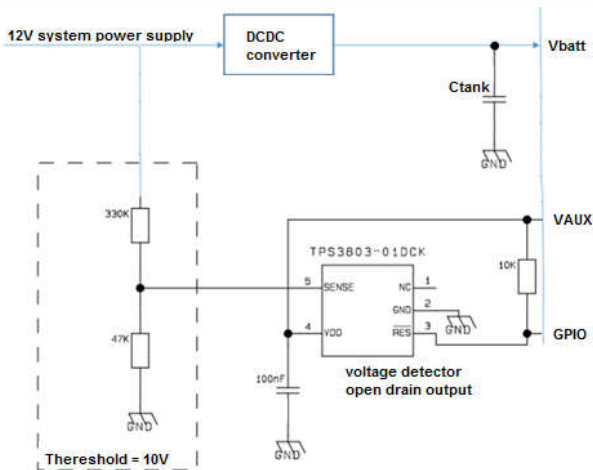 12V system power supply
DCDC
converter
Vbatt
Ctank
GND
330K
VAUX
TPS3803-01DCK
10K
5
SENSE
NC
1
GND
2
GND
47K
4
VDD
RES
3
GPIO
100nF
voltage detector
open drain output
GND
GND
Thereshold = 10V